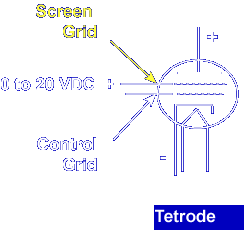 Screen
Grid
+
0 to 20 VDC +
Control
Grid
-
Tetrode